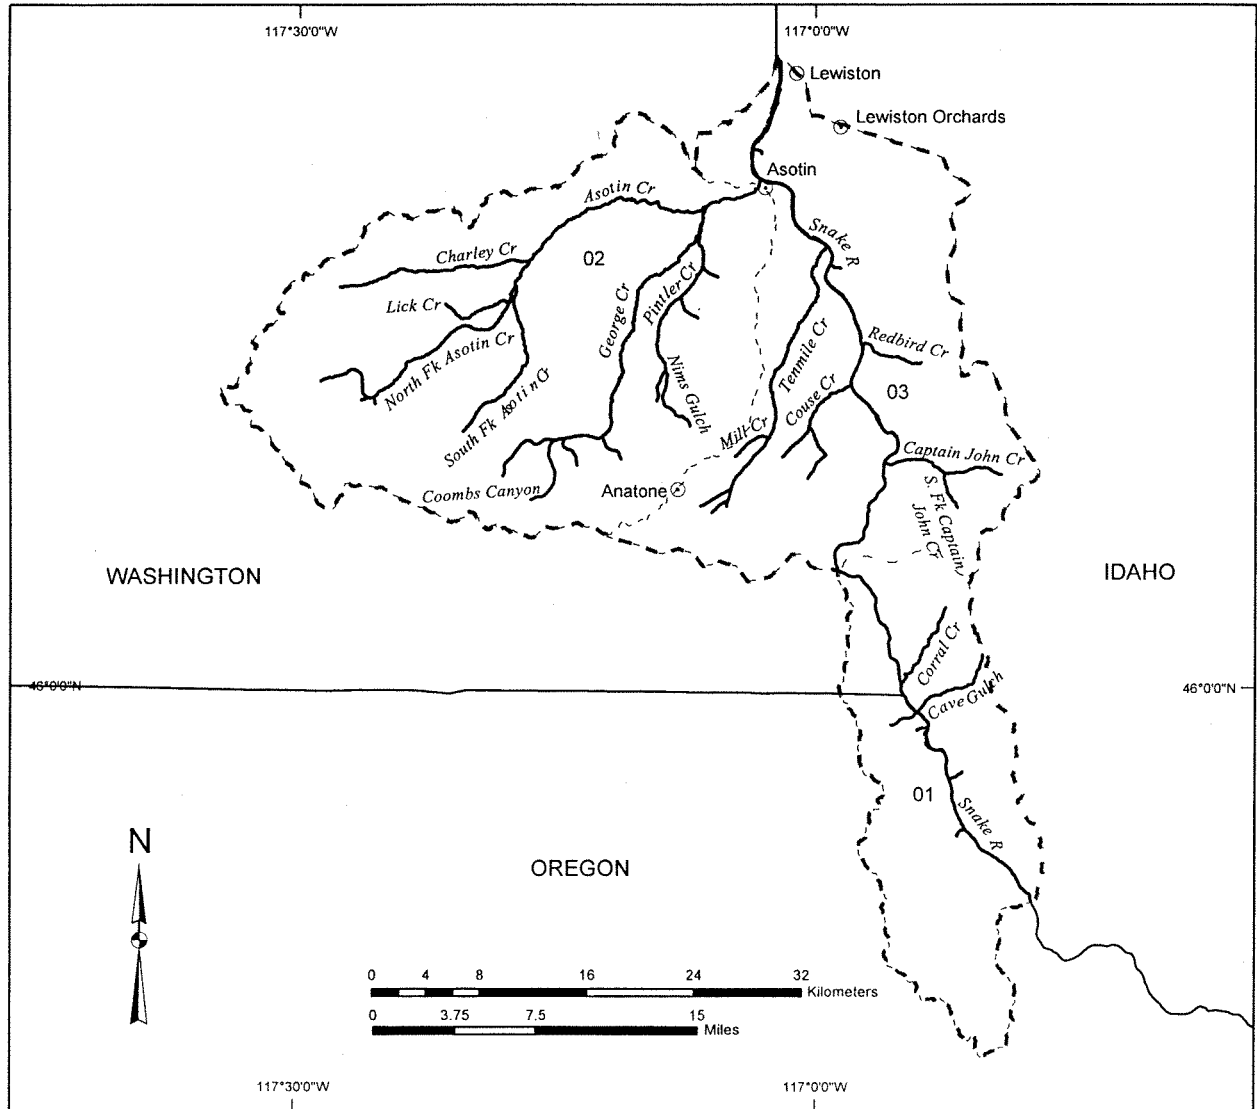 117°30'0"W
117°0'0"W
Lewiston
Lewiston Orchards
Asotin
Asotin Cr
Snake R
Charley Cr
02
Lick Cr
George Cr
Pintler Cr
Tenmile Cr
Redbird Cr
North Fk Asotin Cr
Nims Gulch
Couse Cr
03
South Fk Asotin Cr
Mill Cr
Captain John Cr
Coombs Canyon
Anatone
S. Fk Captain
John Cr
WASHINGTON
IDAHO
Corral Cr
46°0'0"N
46°0'0"N
Cave Gulch
01
Snake R
N
OREGON
0 4 8 16 24 32
Kilometers
0 3.75 7.5 15
Miles
117°30'0"W
117°0'0"W